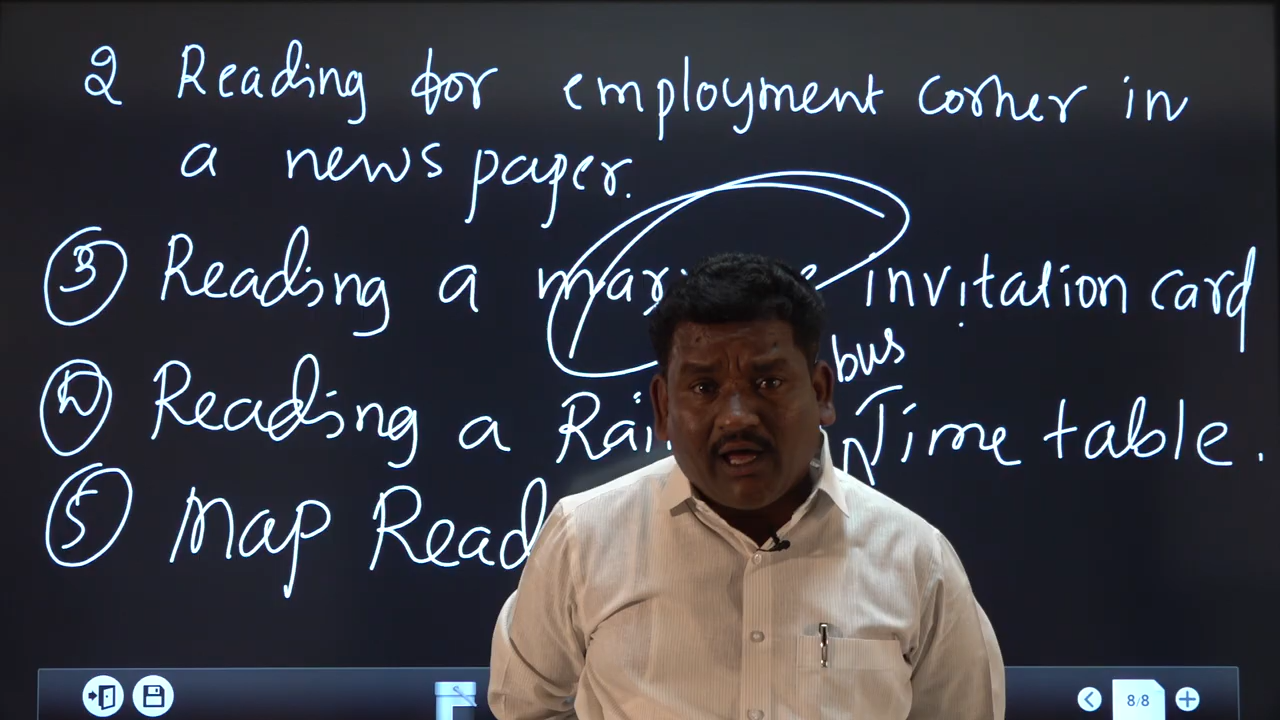 2 Reading for employment corner in
a news paper.
3 Reading a invitation card
bus
4 Reading a Time table.
5 Map
8/8